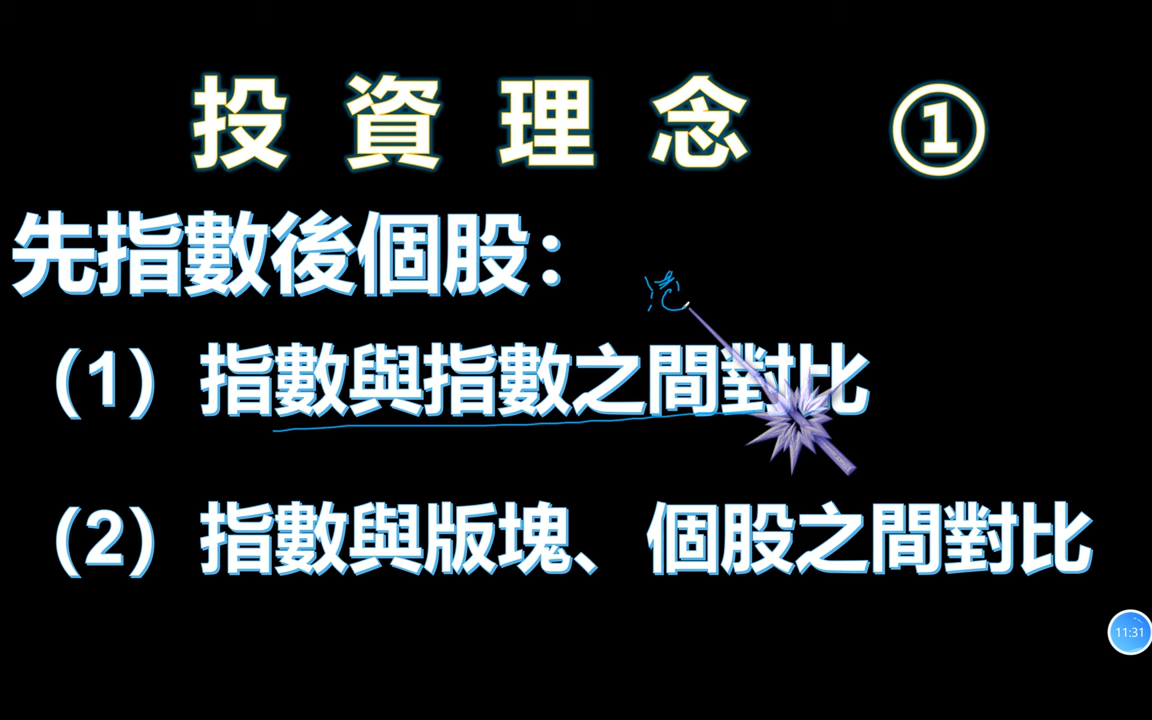 投資理念 ①
先指數後個股：
（1）指數與指數之間對比
（2）指數與版塊、個股之間對比
11:31